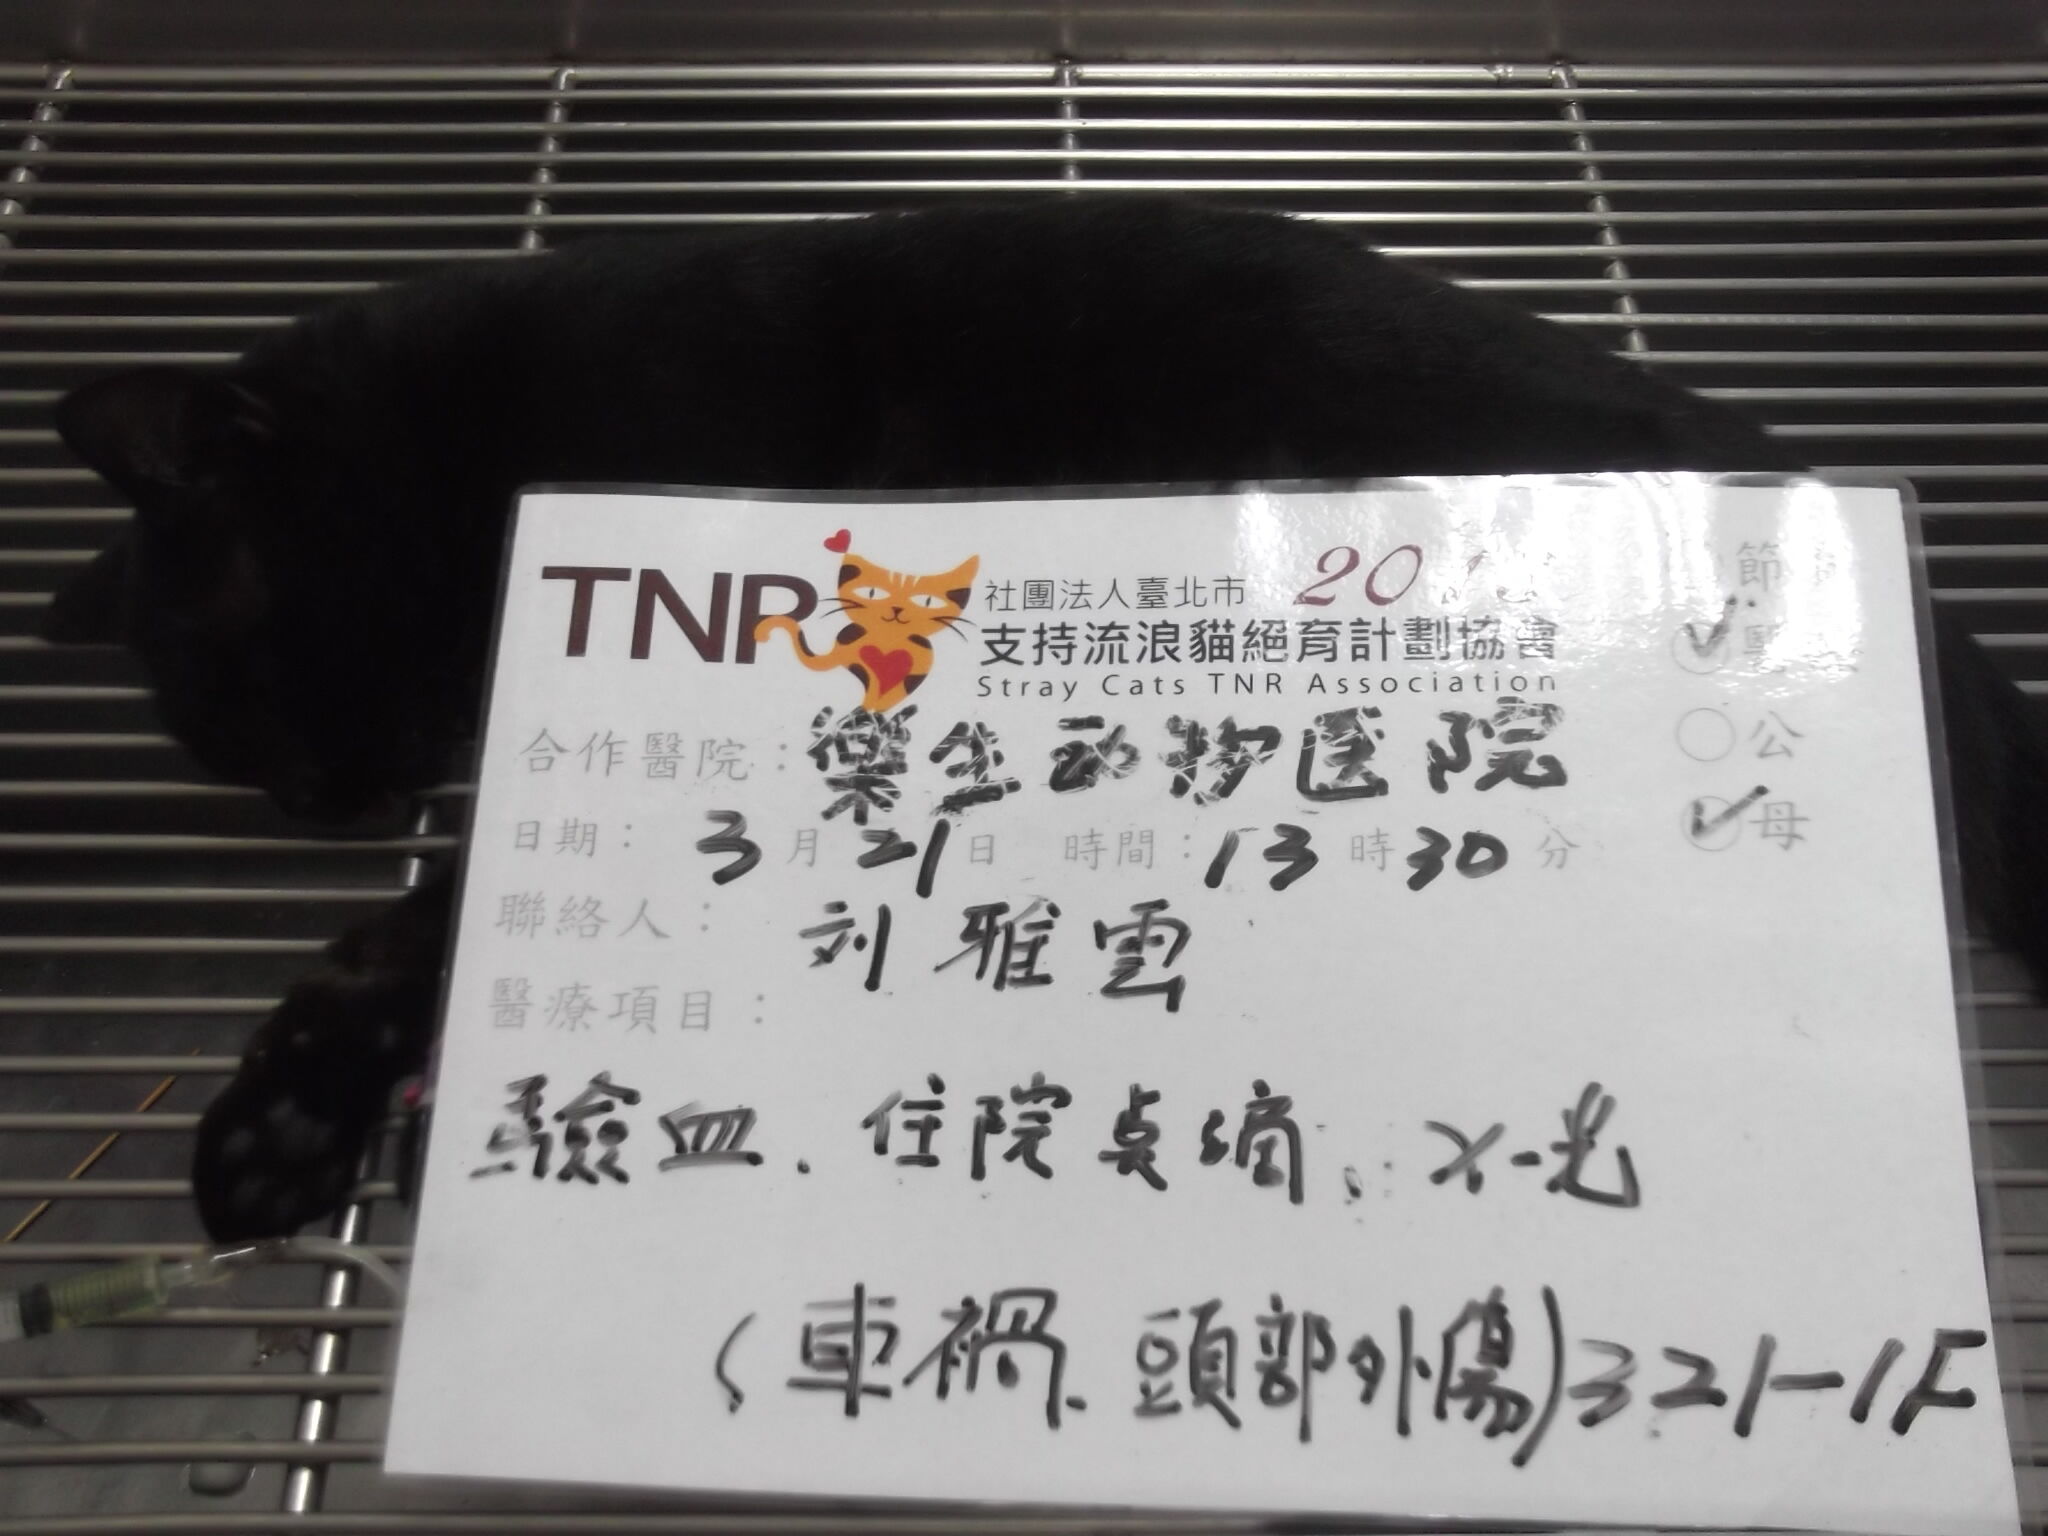 TNR
社團法人臺北市 20
支持流浪貓絕育計劃協會
Stray Cats TNR Association
節
醫
合作醫院：樂生动物医院
公
日期： 3月21日 時間：13時30分
母
聯絡人： 刘雅雲
醫療項目：
驗血、住院点滴、X-光
(車禍、頭部外傷)321-1F